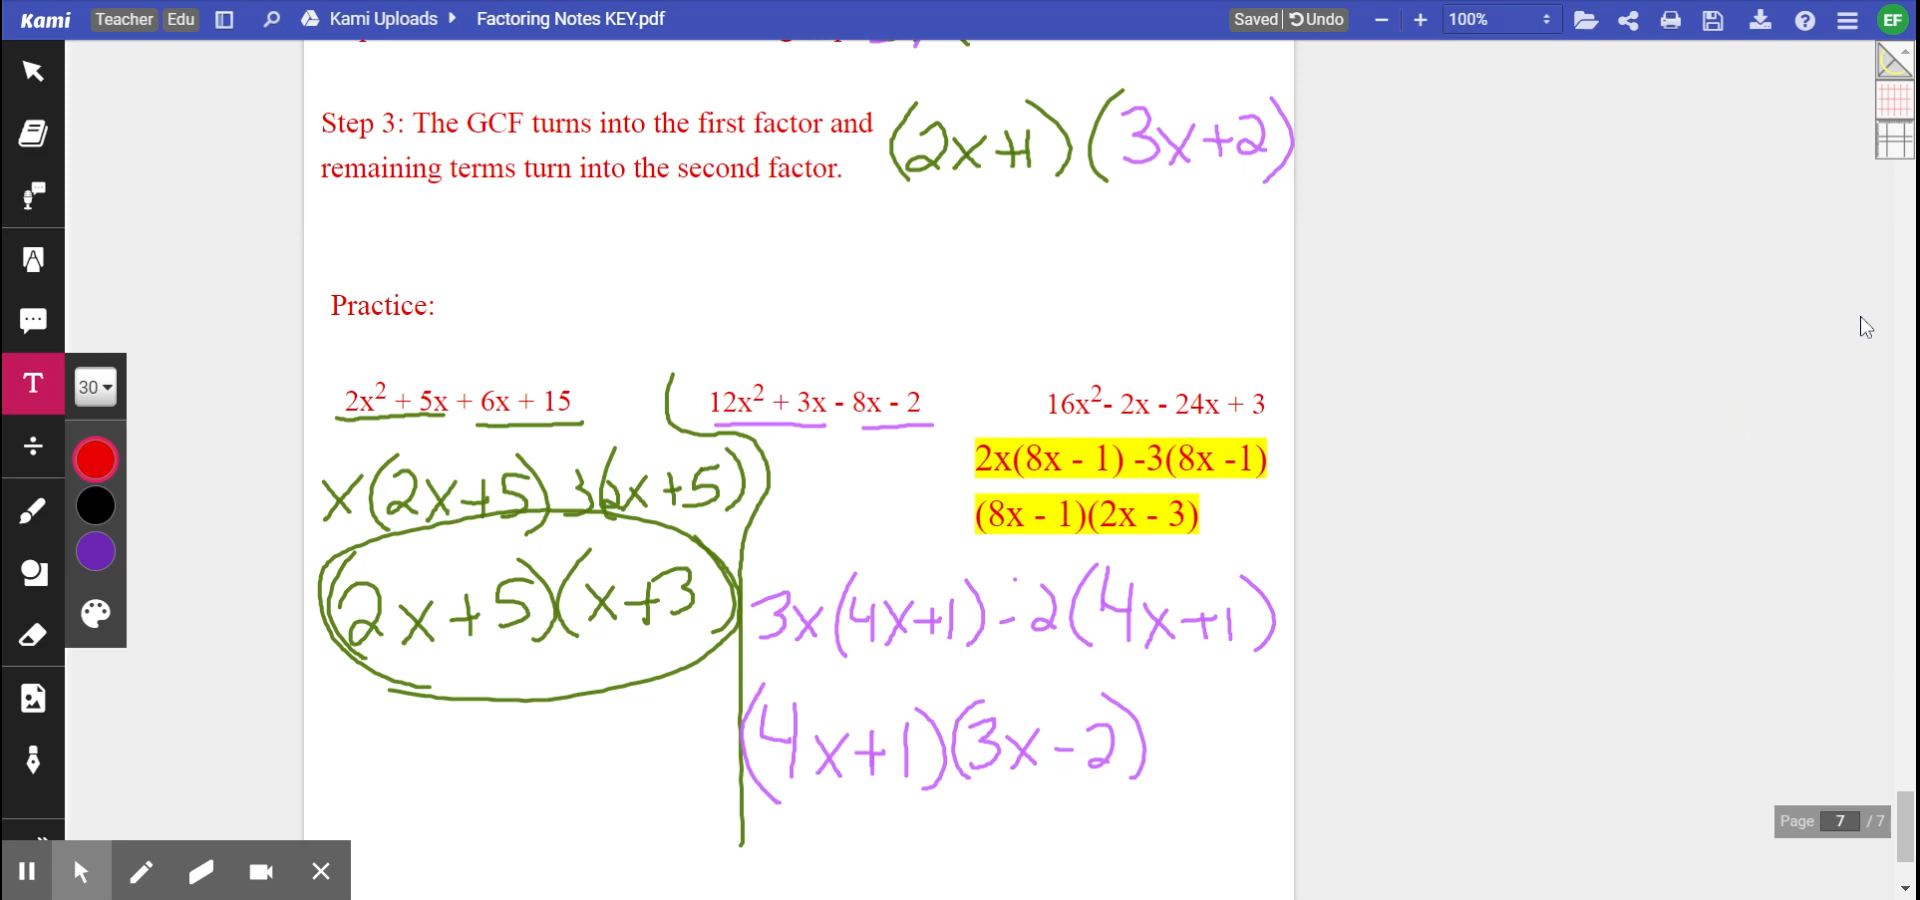 Kami Teacher Edu Kami Uploads Factoring Notes KEY.pdf Saved Undo 100% EF
Step 3: The GCF turns into the first factor and
remaining terms turn into the second factor.
(2x+1)(3x+2)
Practice:
2x² + 5x + 6x + 15
x(2x+5) 3(2x+5)
(2x+5)(x+3)
12x² + 3x - 8x - 2
3x(4x+1)-2(4x+1)
(4x+1)(3x-2)
16x²- 2x - 24x + 3
2x(8x - 1) -3(8x -1)
(8x - 1)(2x - 3)
T 30
Page 7 / 7